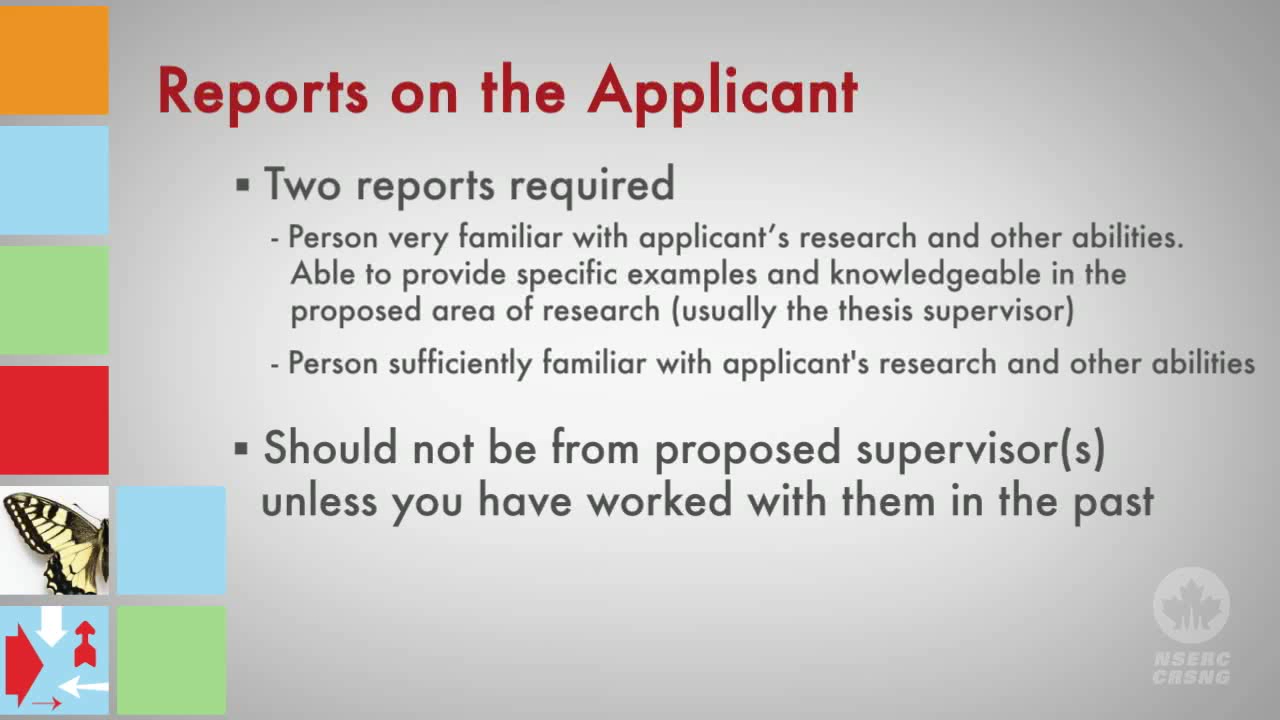 Reports on the Applicant
▪ Two reports required
- Person very familiar with applicant’s research and other abilities.
Able to provide specific examples and knowledgeable in the
proposed area of research (usually the thesis supervisor)
- Person sufficiently familiar with applicant's research and other abilities
▪ Should not be from proposed supervisor(s)
unless you have worked with them in the past
NSERC
CRSNG